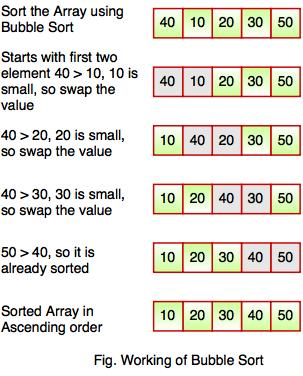 Sort the Array using
Bubble Sort
40 10 20 30 50
Starts with first two
element 40 > 10, 10 is
small, so swap the
value
40 10 20 30 50
40 > 20, 20 is small,
so swap the value
10 40 20 30 50
40 > 30, 30 is small,
so swap the value
10 20 40 30 50
50 > 40, so it is
already sorted
10 20 30 40 50
Sorted Array in
Ascending order
10 20 30 40 50
Fig. Working of Bubble Sort